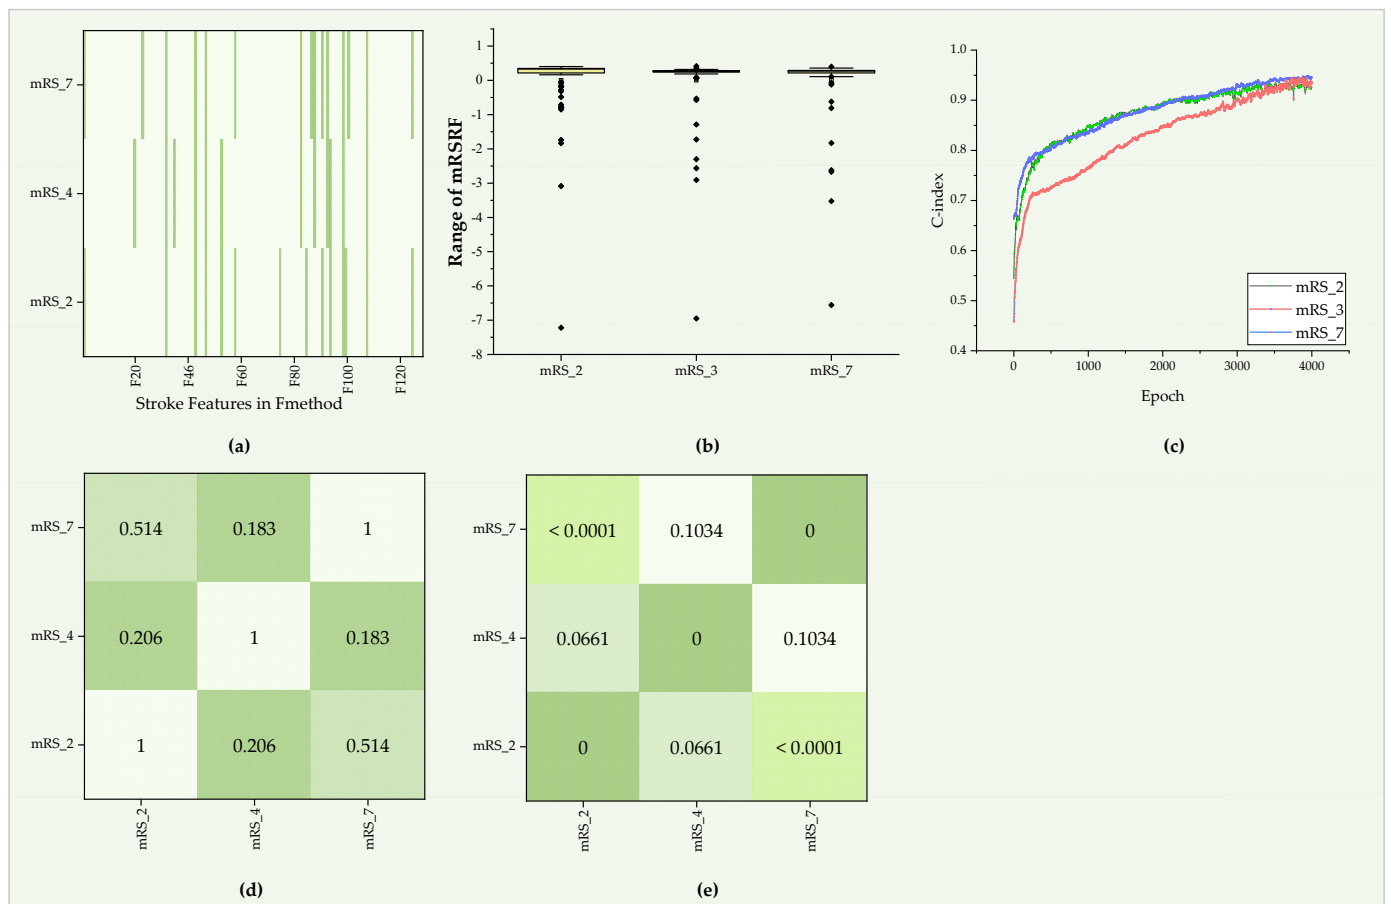 mRS_7
mRS_4
mRS_2
F20
F46
F60
F80
F100
F120
Stroke Features in Fmethod
(a)
Range of mRSRF
1
0
-1
-2
-3
-4
-5
-6
-7
-8
mRS_2
mRS_3
mRS_7
(b)
C-index
1.0
0.9
0.8
0.7
0.6
0.5
0.4
mRS_2
mRS_3
mRS_7
0
1000
2000
3000
4000
Epoch
(c)
mRS_7
0.514
0.183
1
mRS_4
0.206
1
0.183
mRS_2
1
0.206
0.514
mRS_2
mRS_4
mRS_7
(d)
mRS_7
< 0.0001
0.1034
0
mRS_4
0.0661
0
0.1034
mRS_2
0
0.0661
< 0.0001
mRS_2
mRS_4
mRS_7
(e)